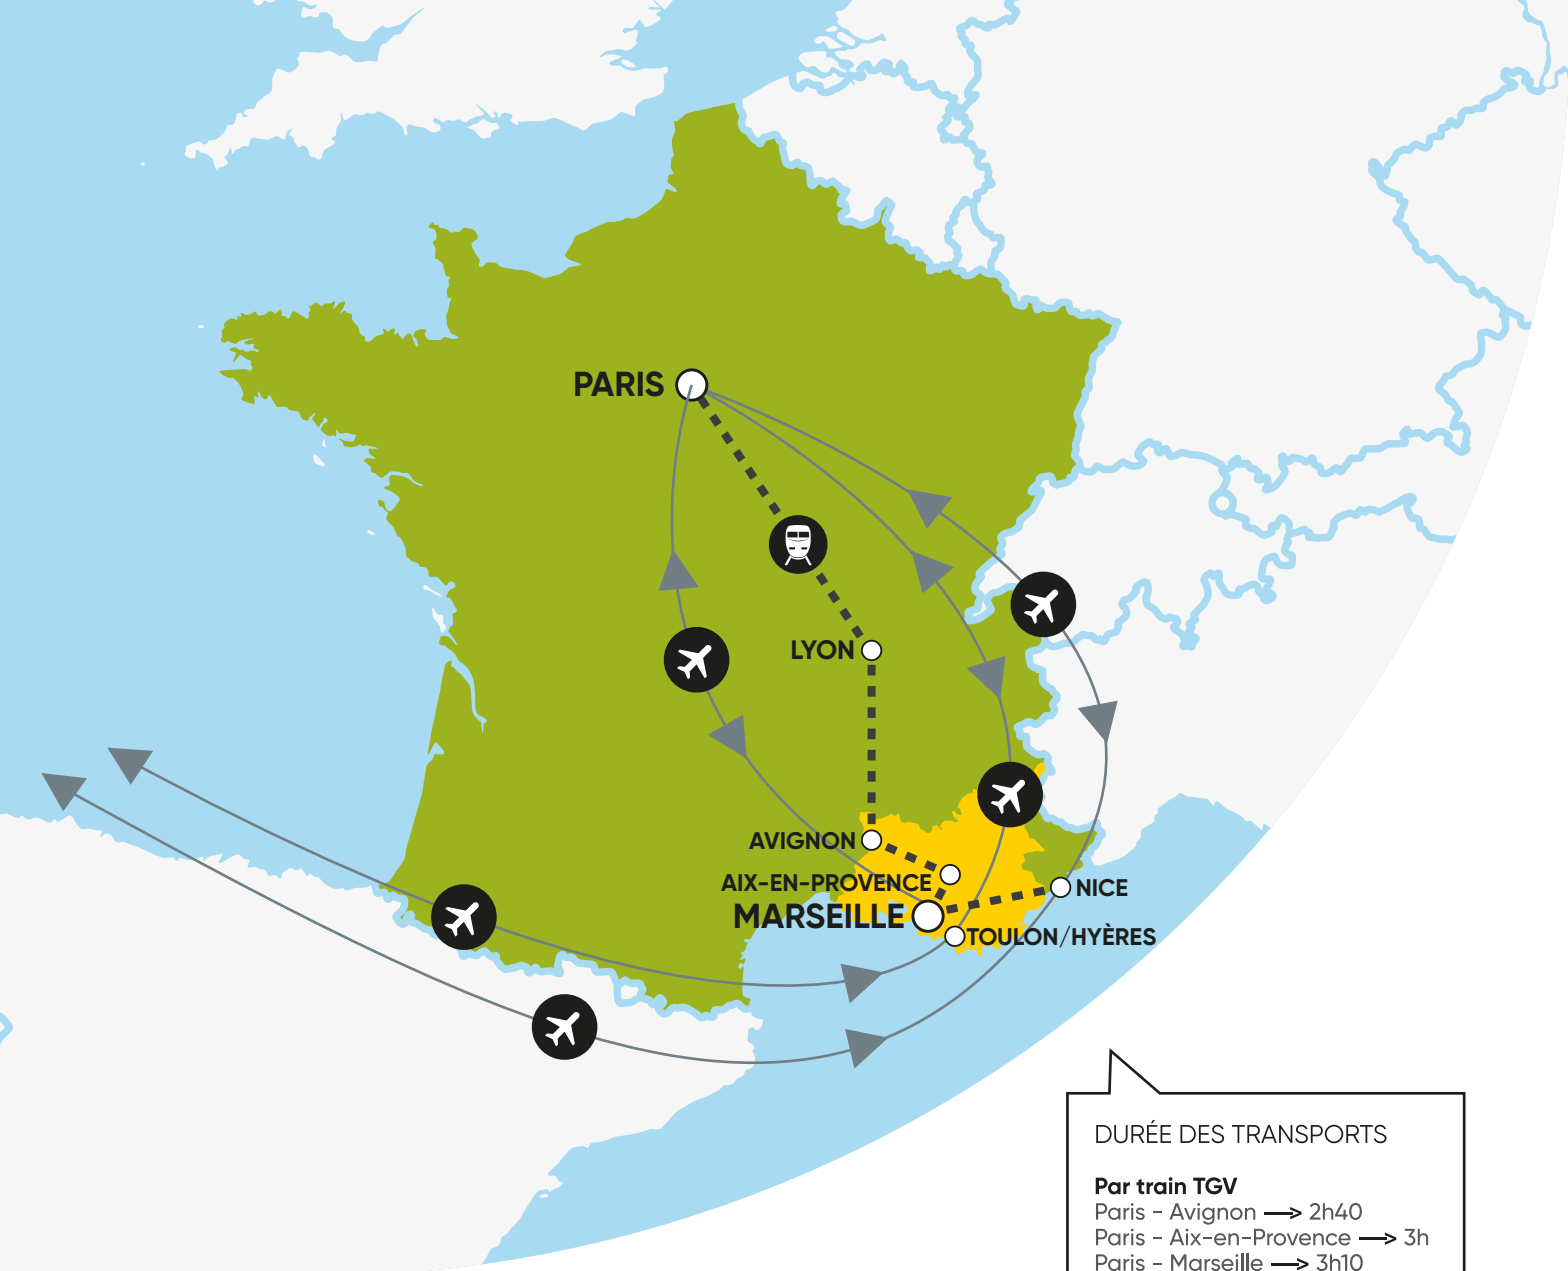 PARIS
LYON
AVIGNON
AIX-EN-PROVENCE
NICE
MARSEILLE
TOULON/HYÈRES
DURÉE DES TRANSPORTS
Par train TGV
Paris - Avignon —> 2h40
Paris - Aix-en-Provence —> 3h
Paris - Marseille —> 3h10